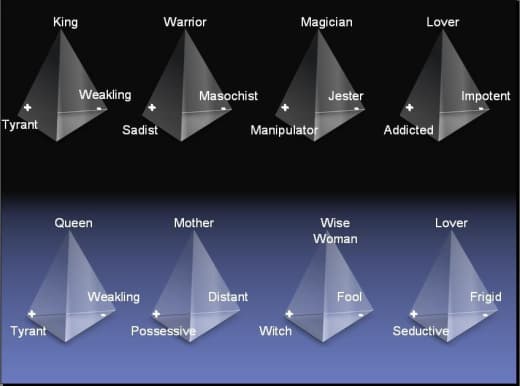 King Warrior Magician Lover
Weakling Masochist Jester Impotent
+ - + - + - + -
Tyrant Sadist Manipulator Addicted
Queen Mother Wise Woman Lover
Weakling Distant Fool Frigid
+ - + - + - + -
Tyrant Possessive Witch Seductive